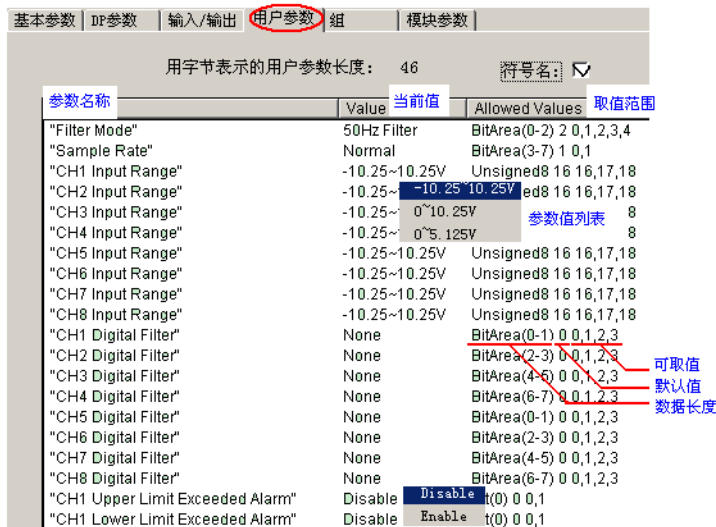 基本参数 DP参数 输入/输出 用户参数 组 模块参数
用字节表示的用户参数长度: 46 符号名:
参数名称 Value 当前值 Allowed Values 取值范围
"Filter Mode" 50Hz Filter BitArea(0-2) 2 0,1,2,3,4
"Sample Rate" Normal BitArea(3-7) 1 0,1
"CH1 Input Range" -10.25~10.25V Unsigned8 16 16,17,18
"CH2 Input Range" -10.25~ -10.25~10.25V ed8 16 16,17,18
"CH3 Input Range" -10.25~ 0~10.25V 参数值列表 8
"CH4 Input Range" -10.25~ 0~5.125V 8
"CH5 Input Range" -10.25~10.25V Unsigned8 16 16,17,18
"CH6 Input Range" -10.25~10.25V Unsigned8 16 16,17,18
"CH7 Input Range" -10.25~10.25V Unsigned8 16 16,17,18
"CH8 Input Range" -10.25~10.25V Unsigned8 16 16,17,18
"CH1 Digital Filter" None BitArea(0-1) 0 0,1,2,3
"CH2 Digital Filter" None BitArea(2-3) 0 0,1,2,3
可取值
"CH3 Digital Filter" None BitArea(4-5) 0 0,1,2,3
默认值
"CH4 Digital Filter" None BitArea(6-7) 0 0,1,2,3
数据长度
"CH5 Digital Filter" None BitArea(0-1) 0 0,1,2,3
"CH6 Digital Filter" None BitArea(2-3) 0 0,1,2,3
"CH7 Digital Filter" None BitArea(4-5) 0 0,1,2,3
"CH8 Digital Filter" None BitArea(6-7) 0 0,1,2,3
"CH1 Upper Limit Exceeded Alarm" Disable Disable t(0) 0 0,1
"CH1 Lower Limit Exceeded Alarm" Disable Enable t(0) 0 0,1